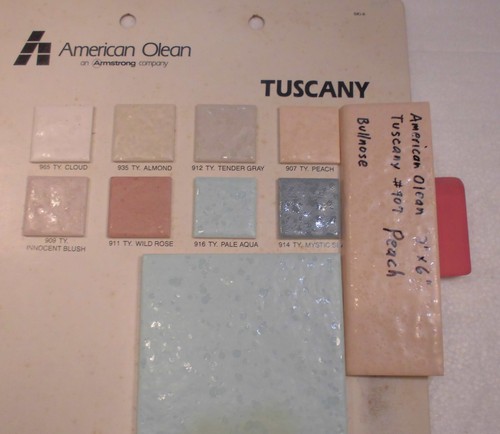 American Olean
an Armstrong company
TUSCANY
905 TY. CLOUD
935 TY. ALMOND
912 TY. TENDER GRAY
907 TY. PEACH
909 TY.
INNOCENT BLUSH
911 TY. WILD ROSE
916 TY. PALE AQUA
914 TY. MYSTIC
American Olean 2" x 6"
Tuscany #907 Peach
Bullnose